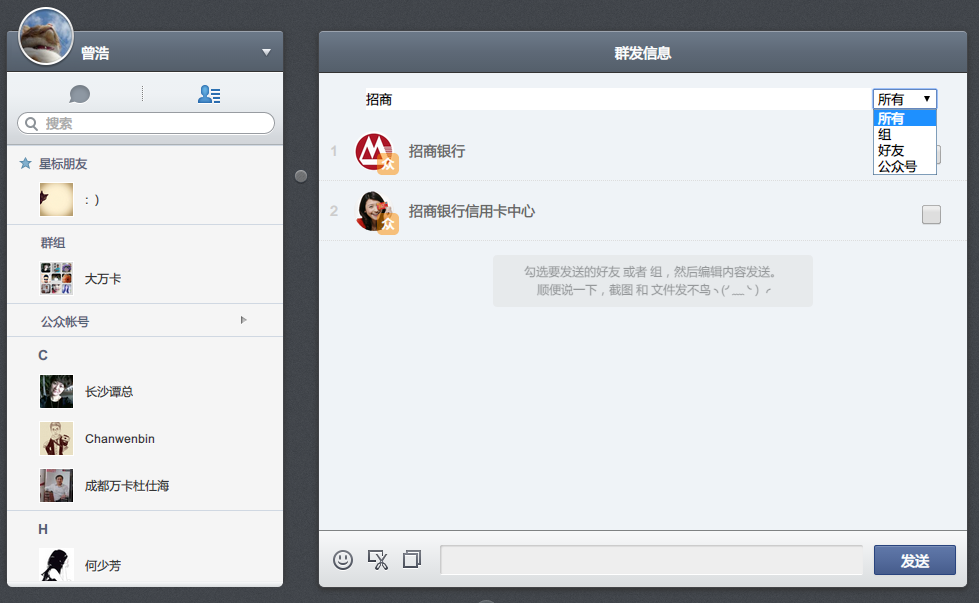 曾浩
搜索
星标朋友
: )
群组
大万卡
公众帐号
C
长沙谭总
Chanwenbin
成都万卡杜仕海
H
何少芳
群发信息
招商
所有
所有
组
好友
公众号
1
招商银行
众
2
招商银行信用卡中心
众
勾选要发送的好友 或者 组，然后编辑内容发送。
顺便说一下，截图 和 文件发不鸟ヽ(ˊ＿ˋ) ╭
发送